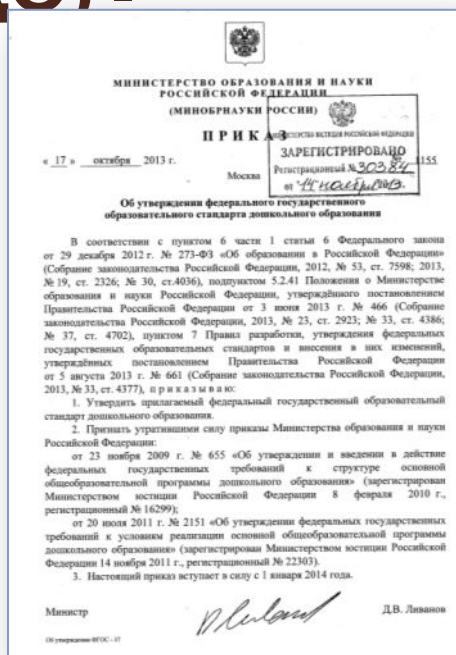 МИНИСТЕРСТВО ОБРАЗОВАНИЯ И НАУКИ
РОССИЙСКОЙ ФЕДЕРАЦИИ
(МИНОБРНАУКИ РОССИИ)
ПРИКАЗ
МИНИСТЕРСТВО ЮСТИЦИИ РОССИЙСКОЙ ФЕДЕРАЦИИ
ЗАРЕГИСТРИРОВАНО
« 17 » октября 2013 г.
1155
Регистрационный № 30384
Москва
от "14 ноября 2013.
Об утверждении федерального государственного
образовательного стандарта дошкольного образования
В соответствии с пунктом 6 части 1 статьи 6 Федерального закона
от 29 декабря 2012 г. № 273-ФЗ «Об образовании в Российской Федерации»
(Собрание законодательства Российской Федерации, 2012, № 53, ст. 7598; 2013,
№ 19, ст. 2326; № 30, ст.4036), подпунктом 5.2.41 Положения о Министерстве
образования и науки Российской Федерации, утверждённого постановлением
Правительства Российской Федерации от 3 июня 2013 г. № 466 (Собрание
законодательства Российской Федерации, 2013, № 23, ст. 2923; № 33, ст. 4386;
№ 37, ст. 4702), пунктом 7 Правил разработки, утверждения федеральных
государственных образовательных стандартов и внесения в них изменений,
утверждённых постановлением Правительства Российской Федерации
от 5 августа 2013 г. № 661 (Собрание законодательства Российской Федерации,
2013, № 33, ст. 4377), п р и к а з ы в а ю:
1. Утвердить прилагаемый федеральный государственный образовательный
стандарт дошкольного образования.
2. Признать утратившими силу приказы Министерства образования и науки
Российской Федерации:
от 23 ноября 2009 г. № 655 «Об утверждении и введении в действие
федеральных государственных требований к структуре основной
общеобразовательной программы дошкольного образования» (зарегистрирован
Министерством юстиции Российской Федерации 8 февраля 2010 г.,
регистрационный № 16299);
от 20 июля 2011 г. № 2151 «Об утверждении федеральных государственных
требований к условиям реализации основной общеобразовательной программы
дошкольного образования» (зарегистрирован Министерством юстиции Российской
Федерации 14 ноября 2011 г., регистрационный № 22303).
3. Настоящий приказ вступает в силу с 1 января 2014 года.
Министр
Д.В. Ливанов
Об утверждении ФГОС - 17